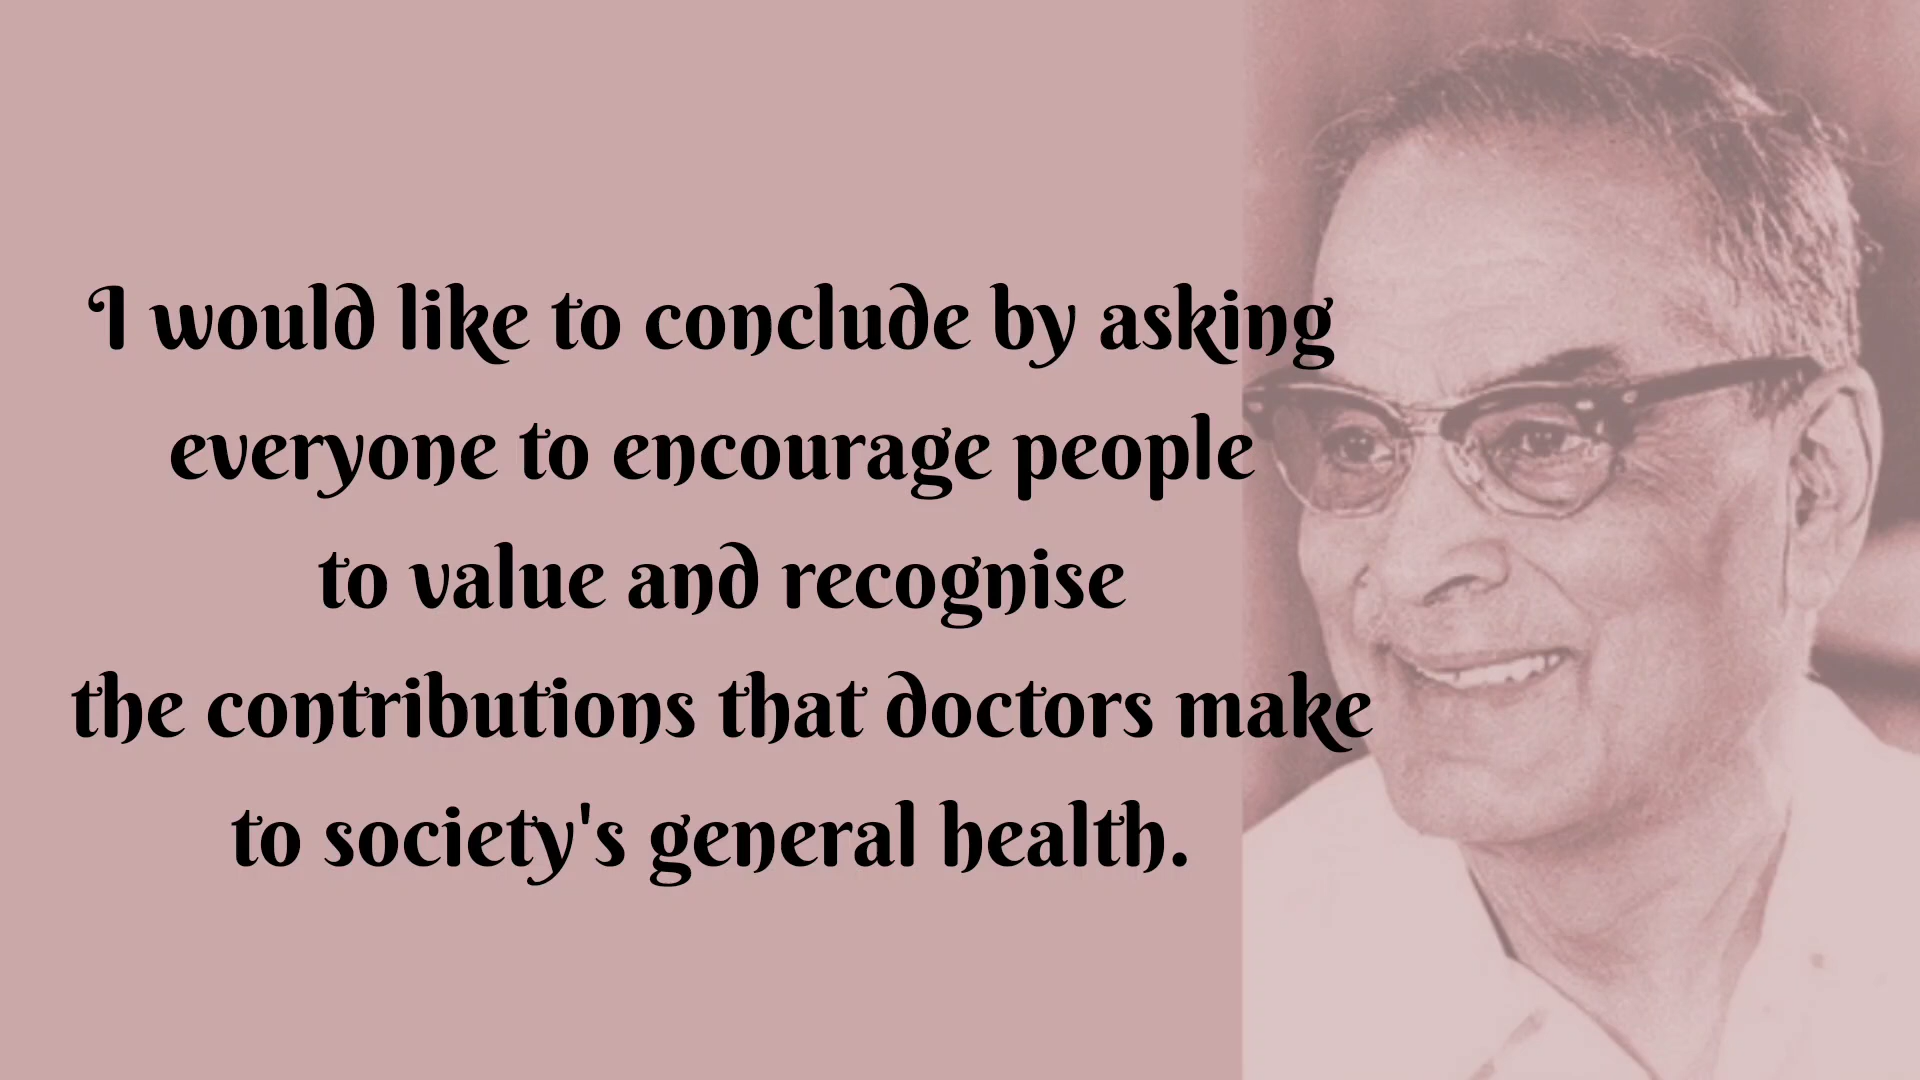 I would like to conclude by asking
everyone to encourage people
to value and recognise
the contributions that doctors make
to society's general health.